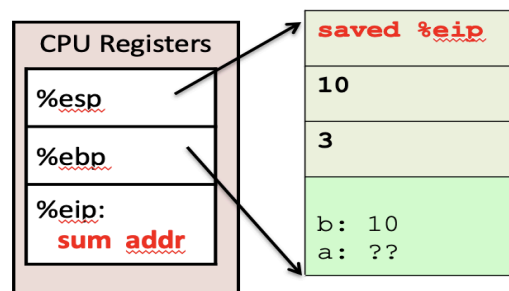 CPU Registers
%esp
%ebp
%eip:
sum addr
saved %eip
10
3
b: 10
a: ??